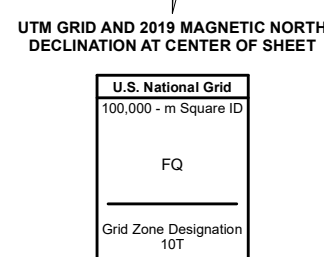 UTM GRID AND 2019 MAGNETIC NORTH
DECLINATION AT CENTER OF SHEET
U.S. National Grid
100,000 - m Square ID
FQ
Grid Zone Designation
10T